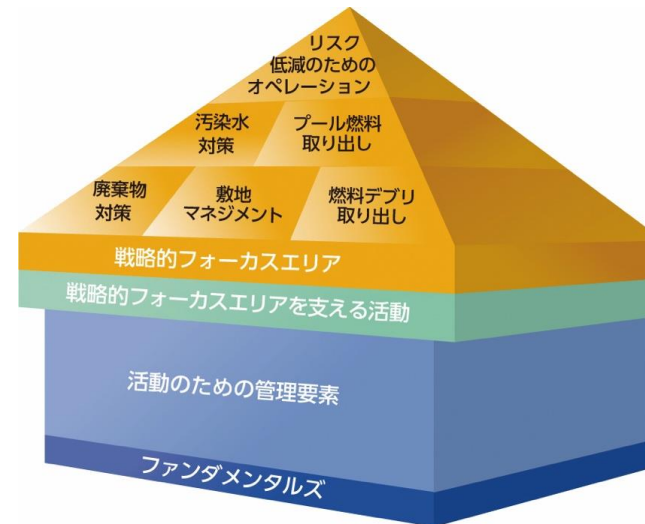 リスク
低減のための
オペレーション
汚染水
対策
プール燃料
取り出し
廃棄物
対策
敷地
マネジメント
燃料デブリ
取り出し
戦略的フォーカスエリア
戦略的フォーカスエリアを支える活動
活動のための管理要素
ファンダメンタルズ